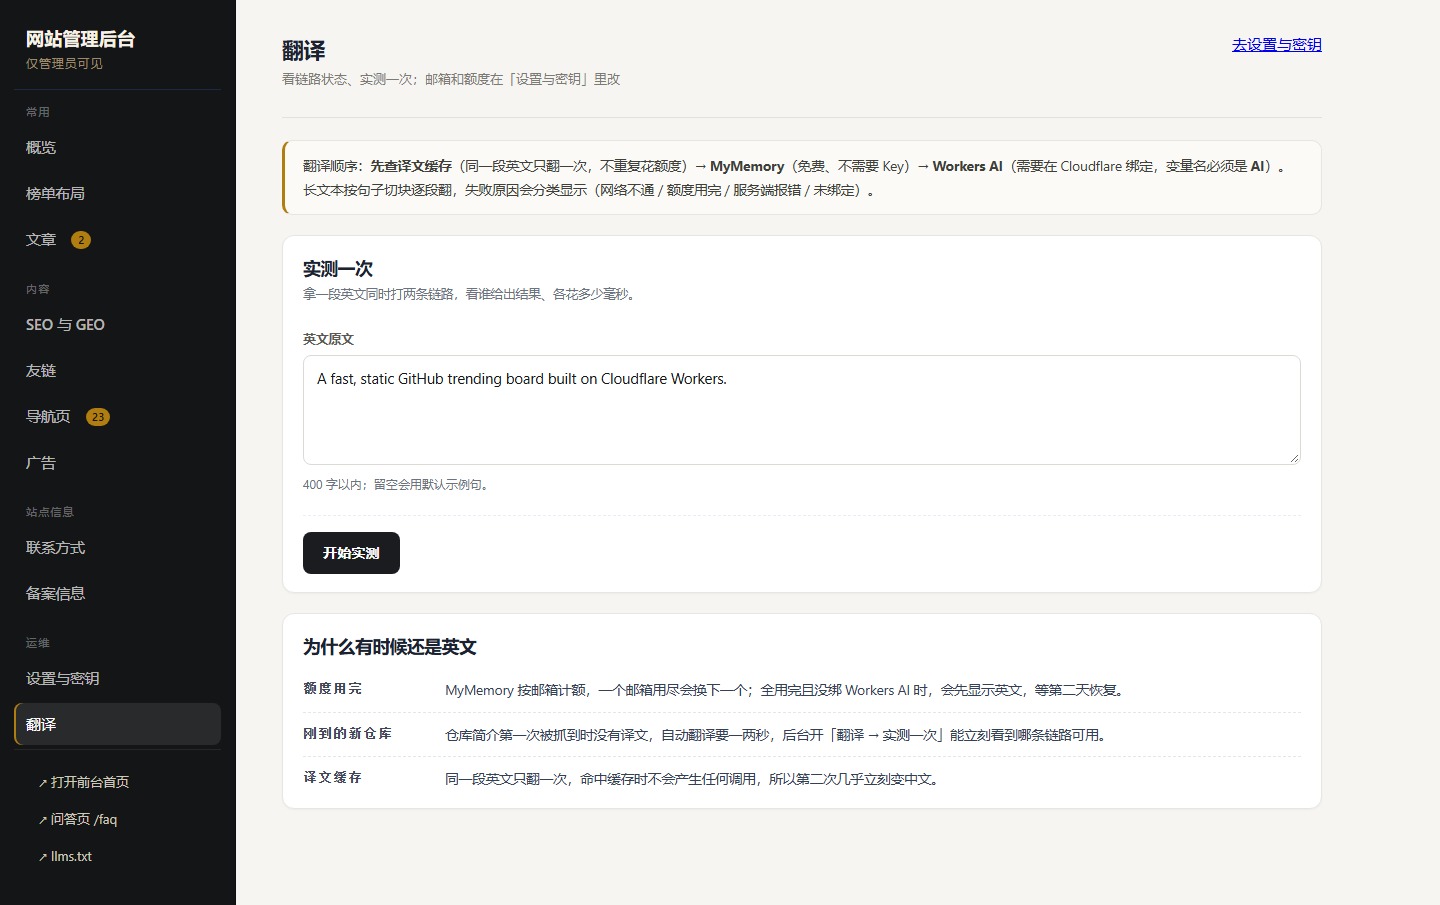 网站管理后台
仅管理员可见
常用
概览
榜单布局
文章 2
内容
SEO 与 GEO
友链
导航页 23
广告
站点信息
联系方式
备案信息
运维
设置与密钥
翻译
↗ 打开前台首页
↗ 问答页 /faq
↗ llms.txt
翻译
看链路状态、实测一次；邮箱和额度在「设置与密钥」里改
去设置与密钥
翻译顺序：先查译文缓存（同一段英文只翻一次，不重复花额度）→ MyMemory（免费、不需要 Key）→ Workers AI（需要在 Cloudflare 绑定，变量名必须是 AI）。
长文本按句子切块逐段翻，失败原因会分类显示（网络不通 / 额度用完 / 服务端报错 / 未绑定）。
实测一次
拿一段英文同时打两条链路，看谁给出结果、各花多少毫秒。
英文原文
A fast, static GitHub trending board built on Cloudflare Workers.
400 字以内；留空会用默认示例句。
开始实测
为什么有时候还是英文
额度用完
MyMemory 按邮箱计额，一个邮箱用尽会换下一个；全用完且没绑 Workers AI 时，会先显示英文，等第二天恢复。
刚到的新仓库
仓库简介第一次被抓到时没有译文，自动翻译要一两秒，后台开「翻译 → 实测一次」能立刻看到哪条链路可用。
译文缓存
同一段英文只翻一次，命中缓存时不会产生任何调用，所以第二次几乎立刻变中文。